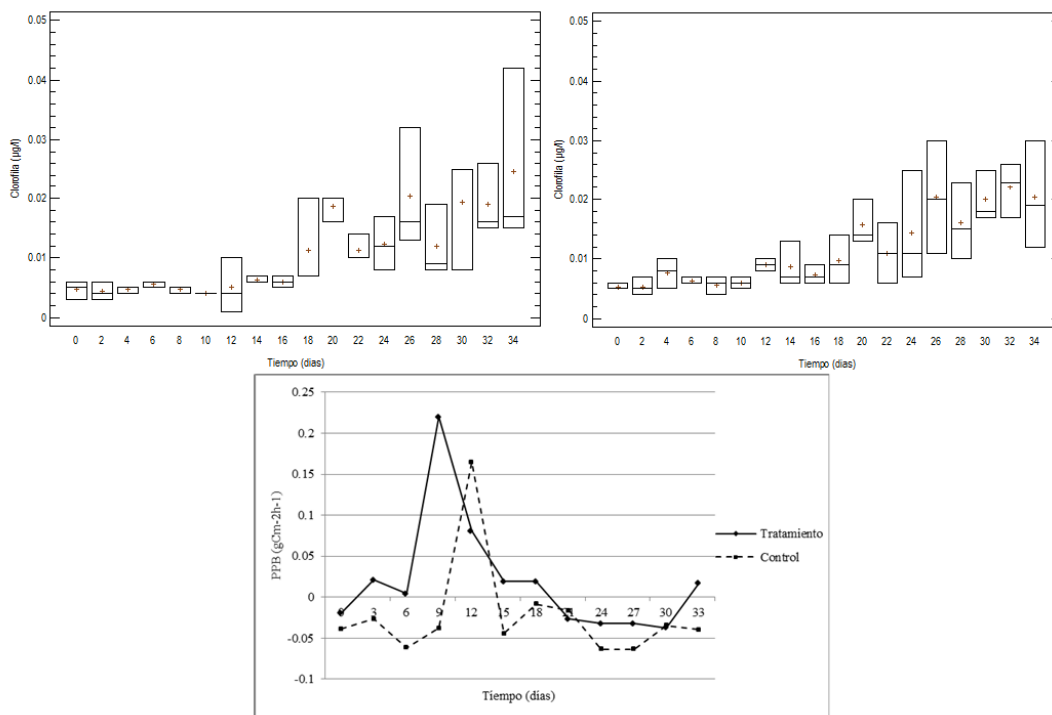 0.05
0.04
0.03
0.02
0.01
0
Clorofila (µg/l)
0 2 4 6 8 10 12 14 16 18 20 22 24 26 28 30 32 34
Tiempo (dias)
0.05
0.04
0.03
0.02
0.01
0
Clorofila (µg/l)
0 2 4 6 8 10 12 14 16 18 20 22 24 26 28 30 32 34
Tiempo (dias)
0.25
0.2
0.15
0.1
0.05
0
-0.05
-0.1
PPB (gCm-2h-1)
3 6 9 12 15 18 24 27 30 33
Tiempo (días)
Tratamiento
Control